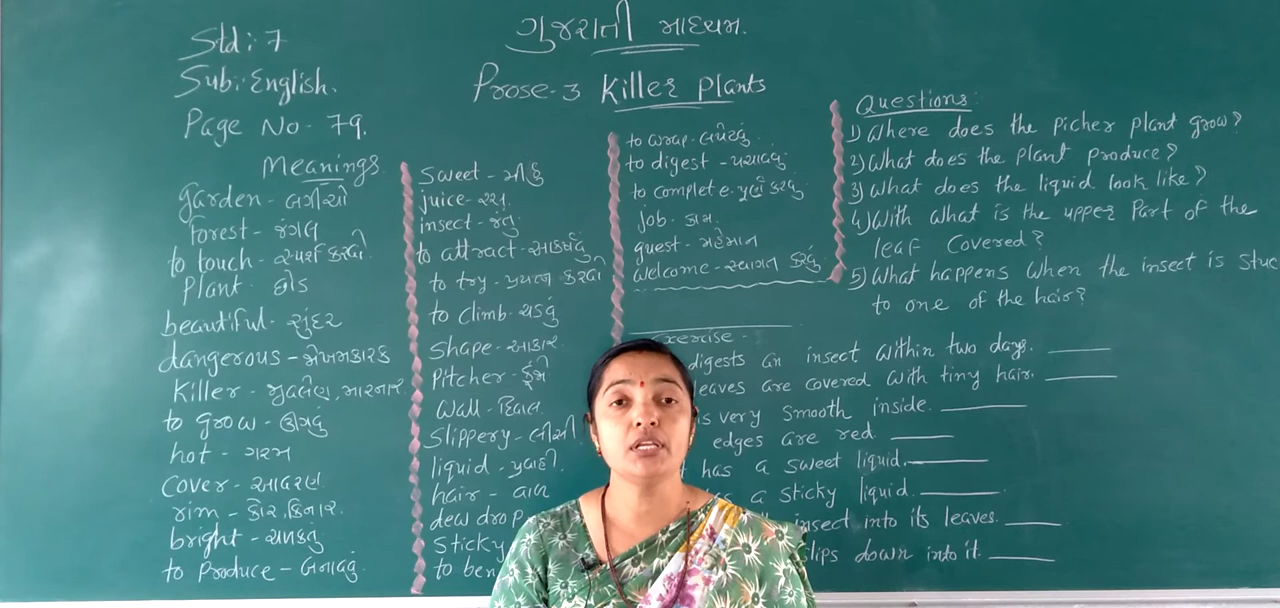 ગુજરાતી માધ્યમ.
Std: 7
Sub: English.
Page No- 79.
Prose-3 Killer Plants
Meanings
garden - બગીચો
forest - જંગલ
to touch - સ્પર્શ કરવો
Plant - છોડ
beautiful - સુંદર
dangerous - જોખમકારક
Killer - મારનાર
to grow - ઊગવું
hot - ગરમ
Cover - આવરણ
rim - કોર, કિનાર
bright - ચમકતું
to Produce - બનાવવું
Sweet - મીઠું
juice - રસ.
insect - જંતુ
to attract - આકર્ષવું
to try - પ્રયત્ન કરવો
to climb - ચડવું
Shape - આકાર
Pitcher - કુંજો
Wall - દિવાલ
Slippery - લીસી
liquid - પ્રવાહી.
hair - વાળ
dew drop
Sticky
to ben
to wrap - લપેટવું.
to digest - પચાવવું
to complete - પૂર્ણ કરવું
job - કામ
guest - મહેમાન
welcome - સ્વાગત કરવું.
Questions:
1) Where does the Picher plant grow?
2) What does the Plant Produce?
3) What does the liquid look like?
4) With what is the upper Part of the
leaf Covered?
5) What happens when the insect is stuc
to one of the hair?
xercise -
digests an insect within two days. ____
leaves are covered with tiny hair. ____
is very smooth inside. ____
edges are red ____
has a sweet liquid. ____
a sticky liquid. ____
insect into its leaves. ____
slips down into it ____